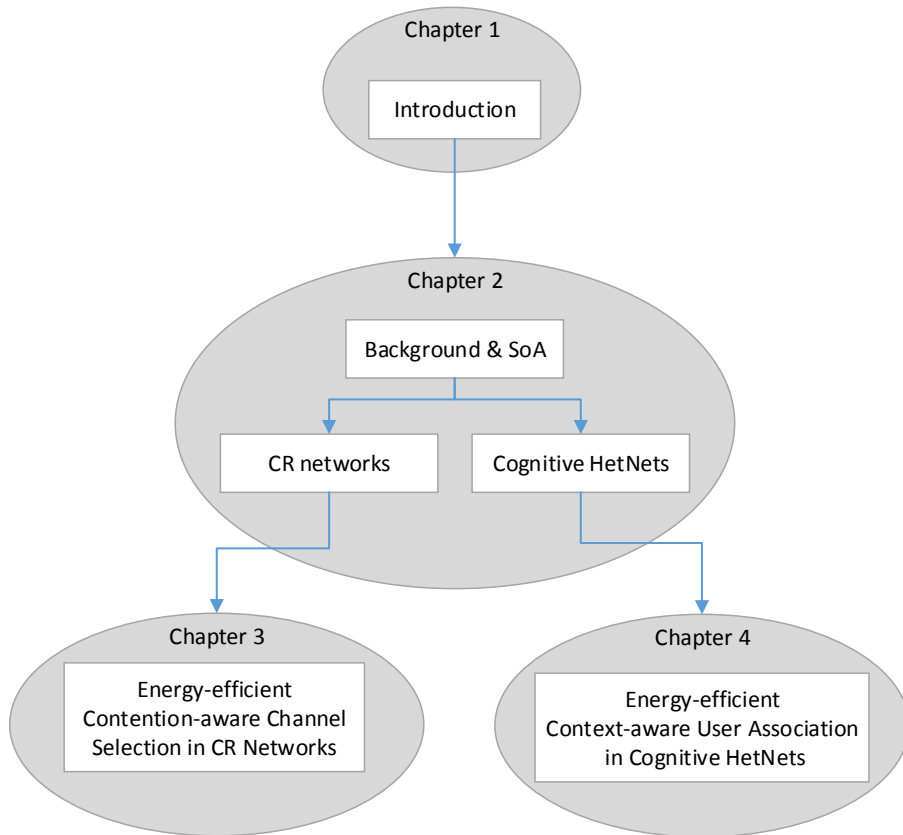 Chapter 1
Introduction
Chapter 2
Background & SoA
CR networks
Cognitive HetNets
Chapter 3
Energy-efficient
Contention-aware Channel
Selection in CR Networks
Chapter 4
Energy-efficient
Context-aware User Association
in Cognitive HetNets